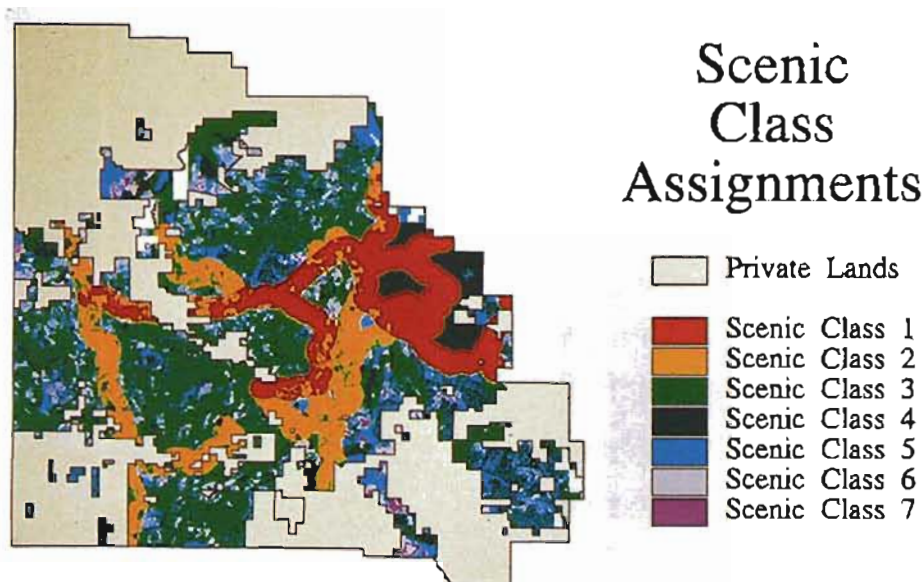 Scenic
Class
Assignments
Private Lands
Scenic Class 1
Scenic Class 2
Scenic Class 3
Scenic Class 4
Scenic Class 5
Scenic Class 6
Scenic Class 7